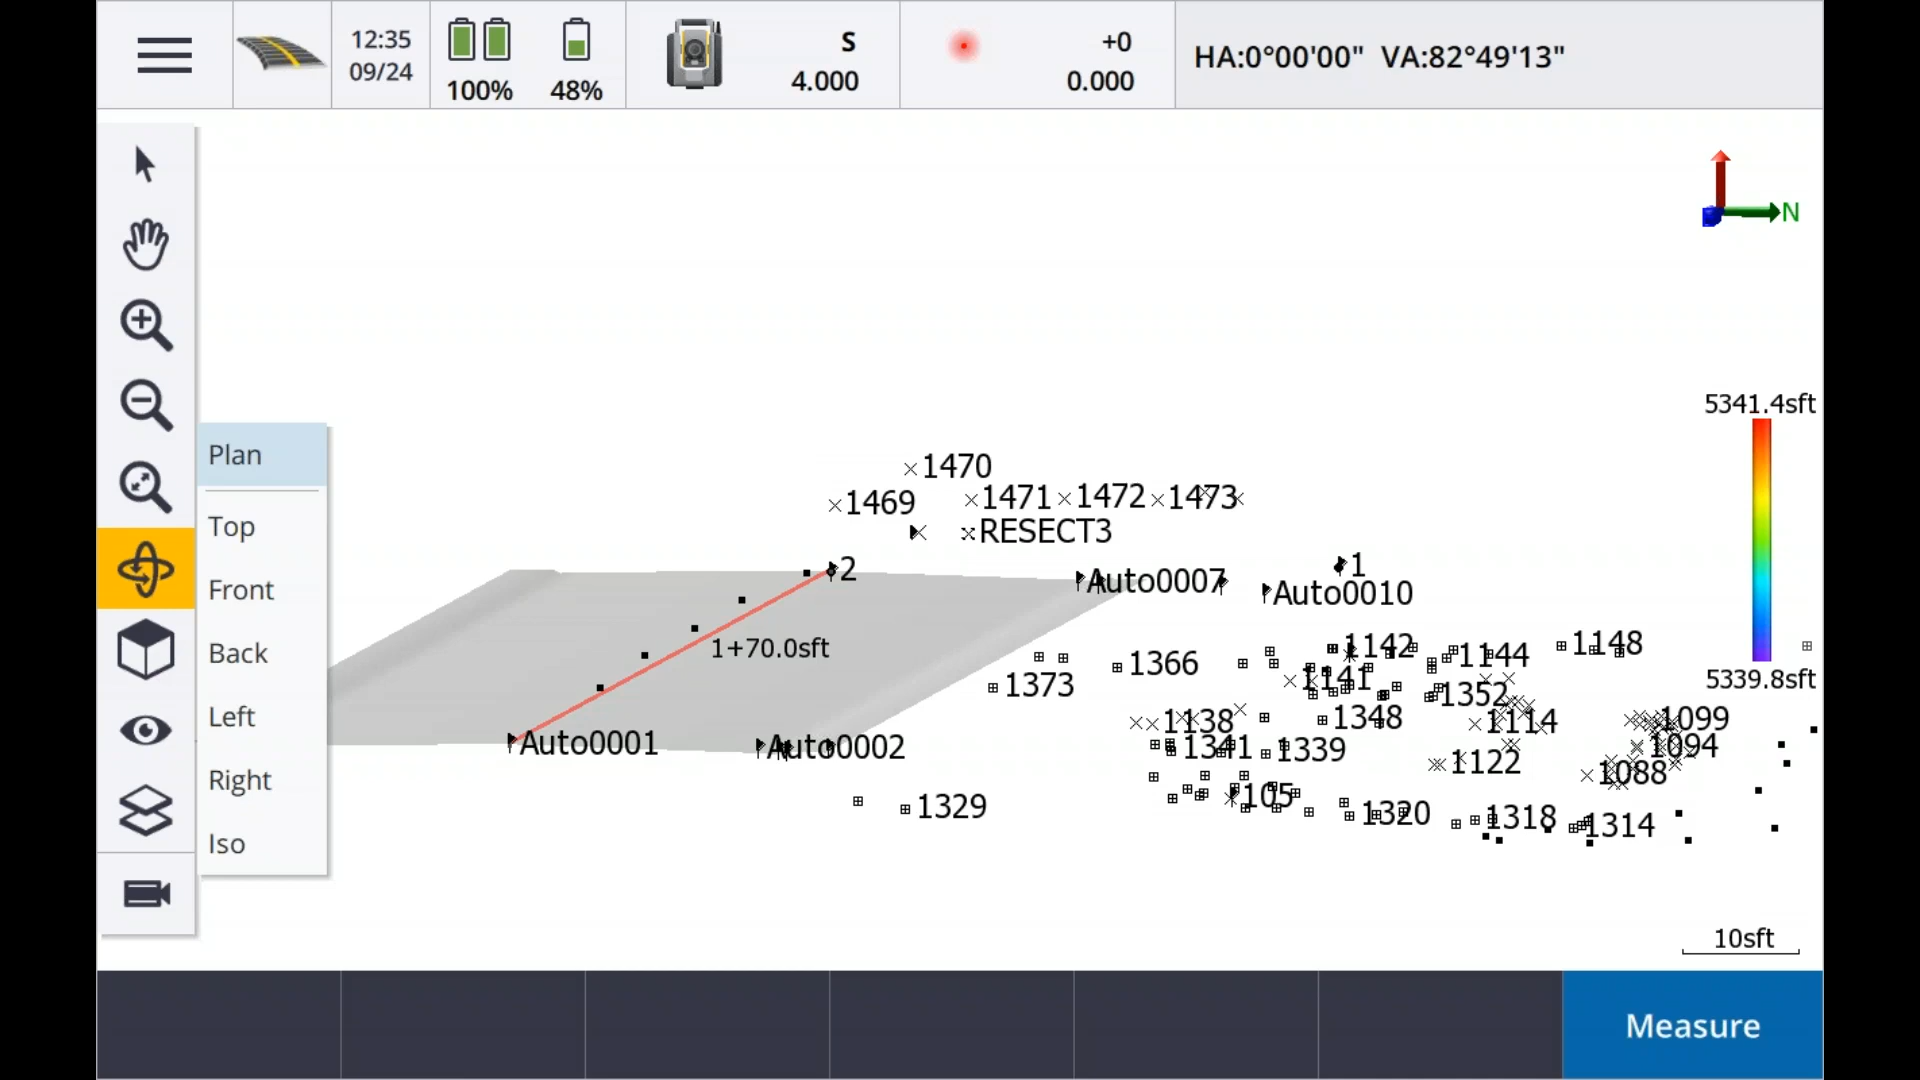 12:35
09/24
100%
48%
S
4.000
+0
0.000
HA:0°00'00" VA:82°49'13"
N
5341.4sft
5339.8sft
Plan
Top
Front
Back
Left
Right
Iso
1470
1469
1471
1472
1473
RESECT3
2
1
Auto0007
Auto0010
1+70.0sft
1142
1144
1148
1366
1373
1141
1352
1138
1348
1114
1099
Auto0001
Auto0002
1341
1339
1094
1122
1088
105
1329
1320
1318
1314
10sft
Measure